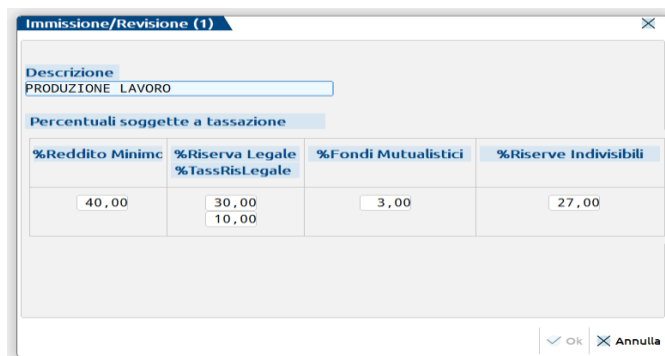 Immissione/Revisione (1)
Descrizione
PRODUZIONE LAVORO
Percentuali soggette a tassazione
%Reddito Minimo %Riserva Legale %Fondi Mutualistici %Riserve Indivisibili
%TassRisLegale
40,00 30,00 3,00 27,00
10,00
Ok Annulla